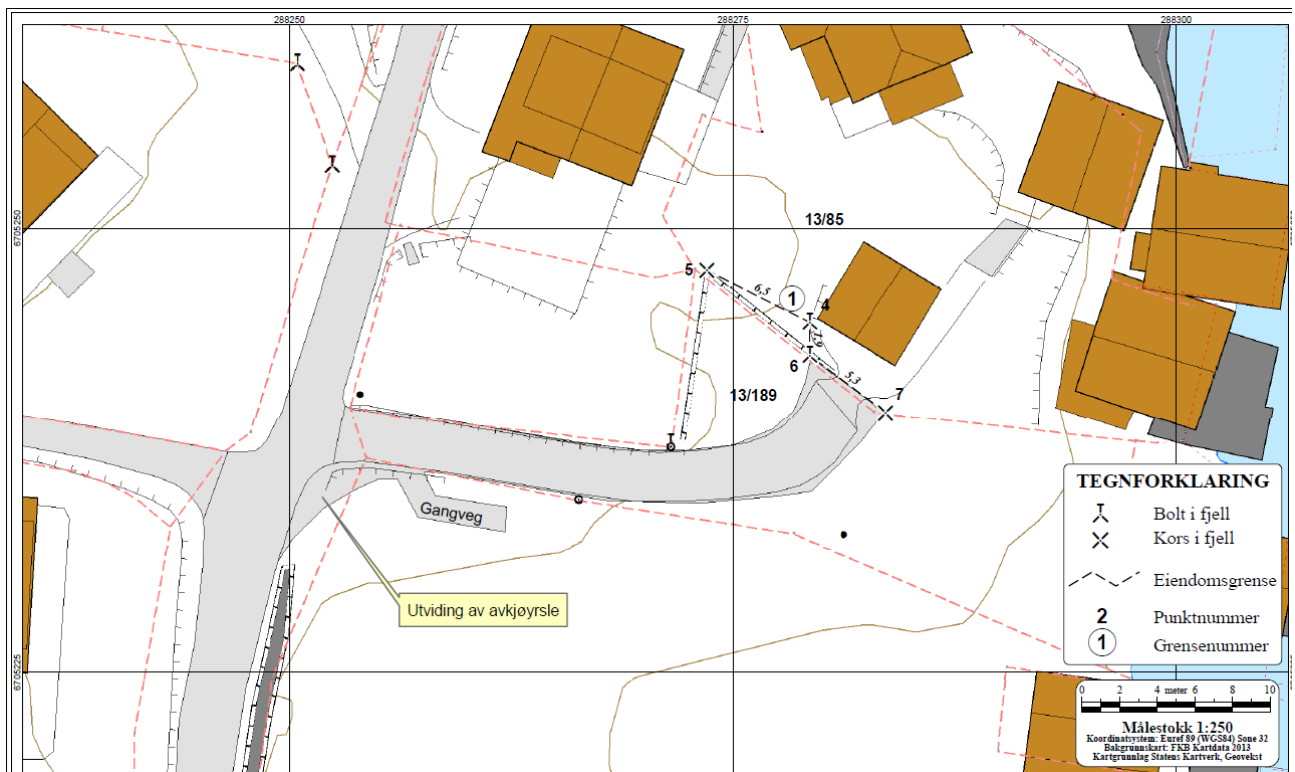 288250
288275
288300
6705250
13/85
5
6,5
1
4
6
5,3
7
13/189
Gangveg
Utviding av avkjøyrsle
6705225
TEGNFORKLARING
Bolt i fjell
Kors i fjell
Eiendomsgrense
2 Punktnummer
1 Grensenummer
0 2 4 meter 6 8 10
Målestokk 1:250
Koordinatsystem: Euref 89 (WGS84) Sone 32
Bakgrunnskart: FKB Kartdata 2013
Kartgrunnlag Statens Kartverk, Geovekst